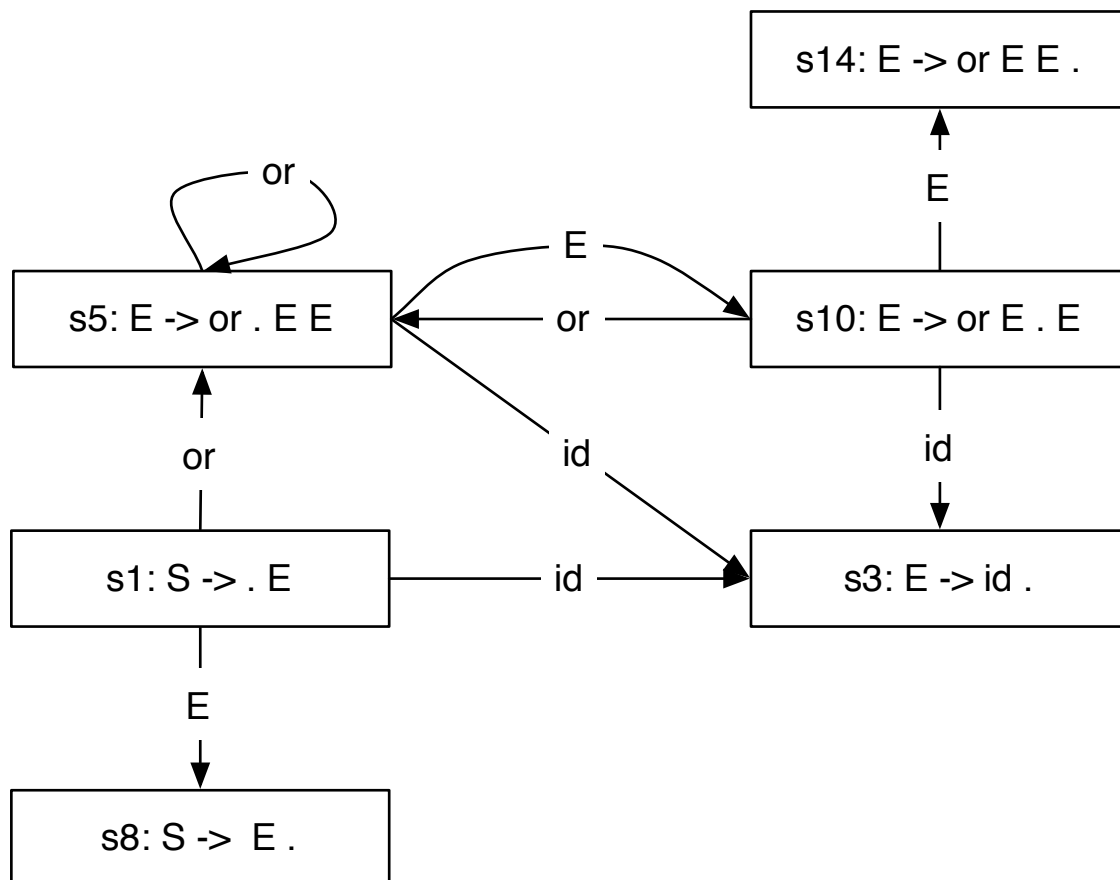 s14: E -> or E E .
or
E
E
s5: E -> or . E E
or
s10: E -> or E . E
or
id
id
s1: S -> . E
id
s3: E -> id .
E
s8: S -> E .